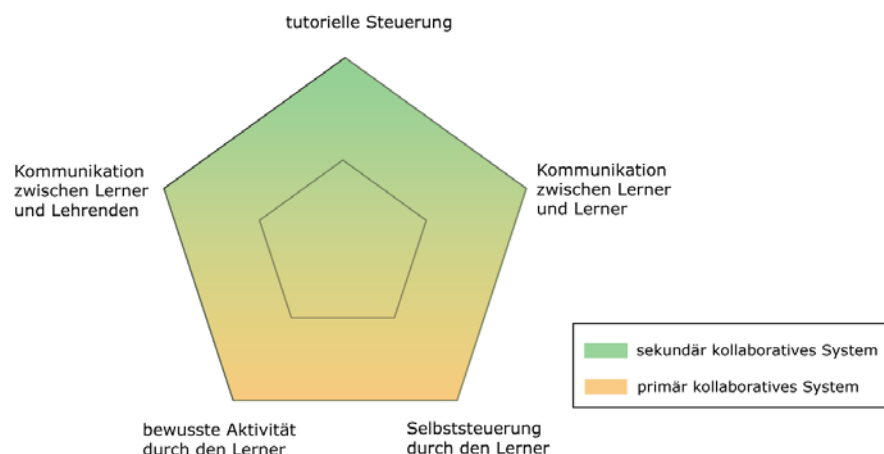 tutorielle Steuerung
Kommunikation
zwischen Lerner
und Lehrenden
Kommunikation
zwischen Lerner
und Lerner
sekundär kollaboratives System
primär kollaboratives System
bewusste Aktivität
durch den Lerner
Selbststeuerung
durch den Lerner